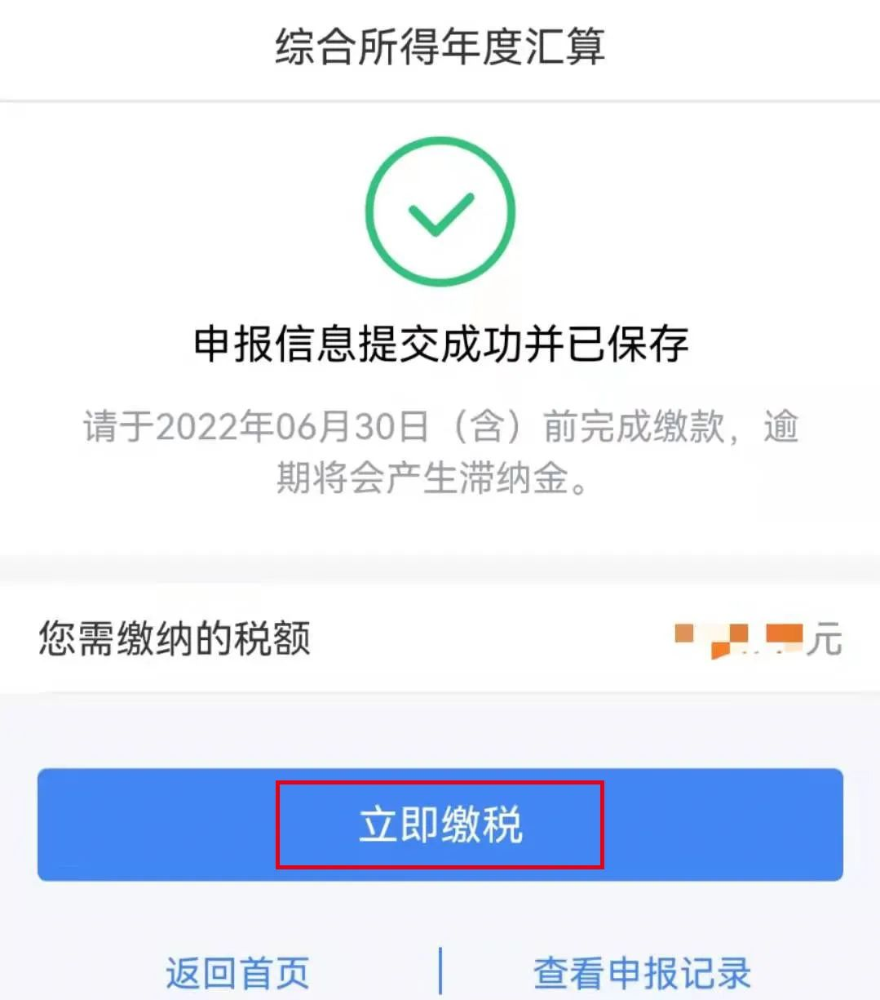 综合所得年度汇算
申报信息提交成功并已保存
请于2022年06月30日（含）前完成缴款，逾
期将会产生滞纳金。
您需缴纳的税额
元
立即缴税
返回首页
查看申报记录